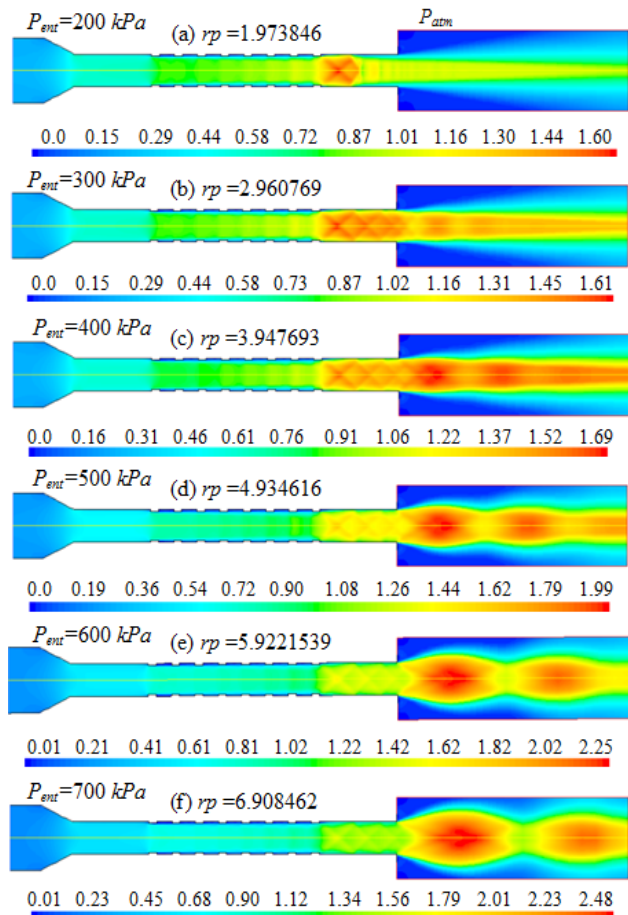 P_ent=200 kPa
(a) rp=1.973846
P_atm
0.0 0.15 0.29 0.44 0.58 0.72 0.87 1.01 1.16 1.30 1.44 1.60
P_ent=300 kPa
(b) rp=2.960769
0.0 0.15 0.29 0.44 0.58 0.73 0.87 1.02 1.16 1.31 1.45 1.61
P_ent=400 kPa
(c) rp=3.947693
0.0 0.16 0.31 0.46 0.61 0.76 0.91 1.06 1.22 1.37 1.52 1.69
P_ent=500 kPa
(d) rp=4.934616
0.0 0.19 0.36 0.54 0.72 0.90 1.08 1.26 1.44 1.62 1.79 1.99
P_ent=600 kPa
(e) rp=5.9221539
0.01 0.21 0.41 0.61 0.81 1.02 1.22 1.42 1.62 1.82 2.02 2.25
P_ent=700 kPa
(f) rp=6.908462
0.01 0.23 0.45 0.68 0.90 1.12 1.34 1.56 1.79 2.01 2.23 2.48